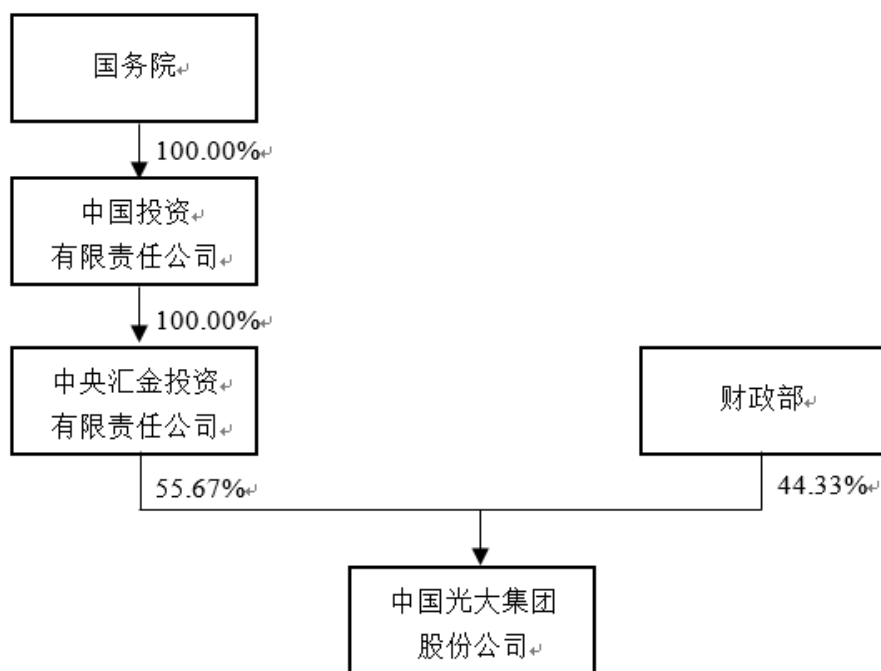 国务院
100.00%
中国投资
有限责任公司
100.00%
中央汇金投资
有限责任公司
财政部
55.67%
44.33%
中国光大集团
股份公司